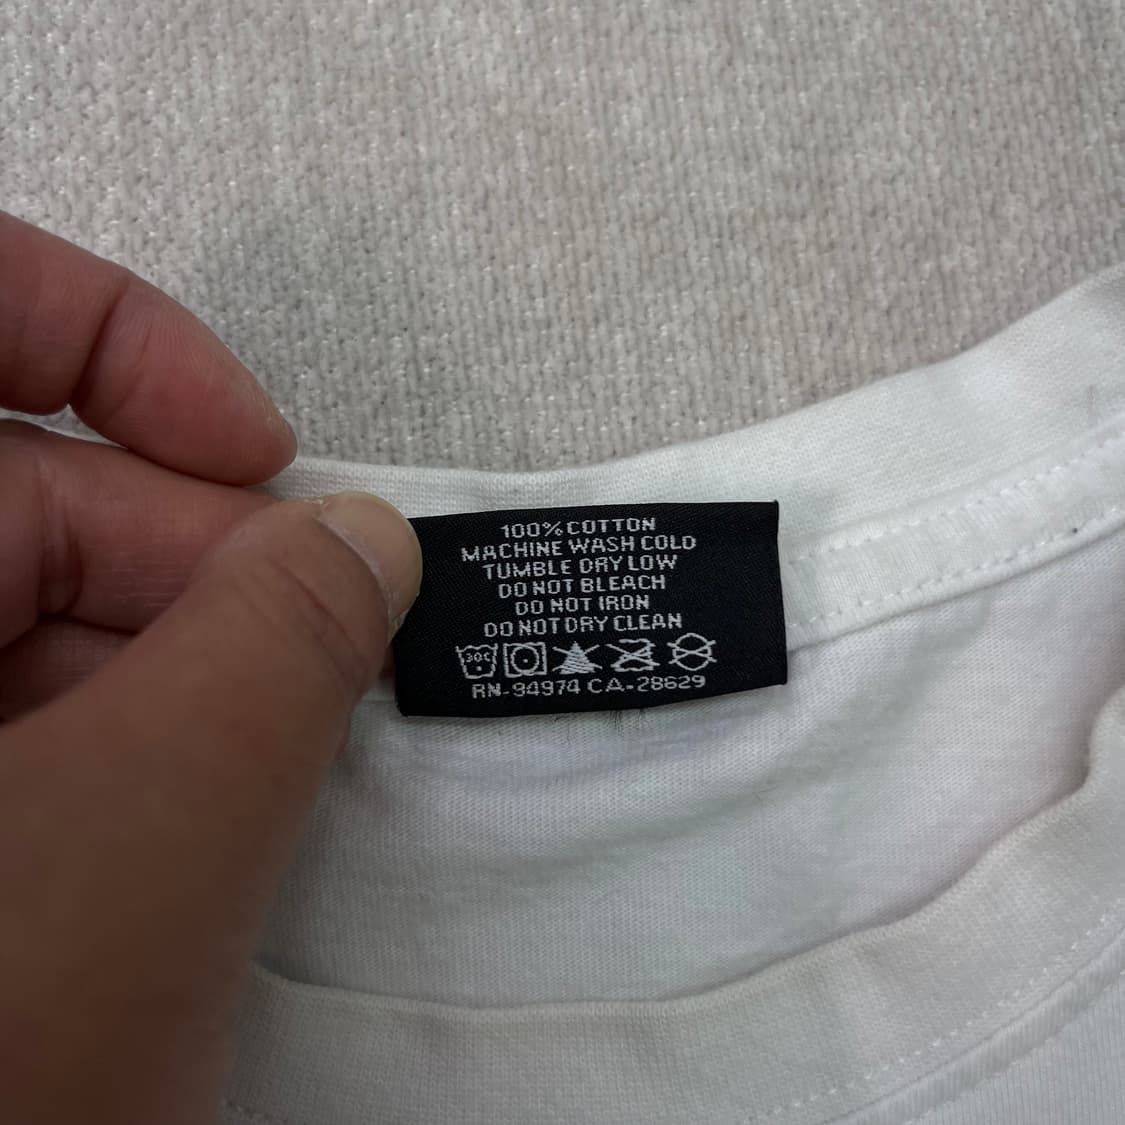 100% COTTON
MACHINE WASH COLD
TUMBLE DRY LOW
DO NOT BLEACH
DO NOT IRON
DO NOT DRY CLEAN
30C
RN-94974 CA-28629